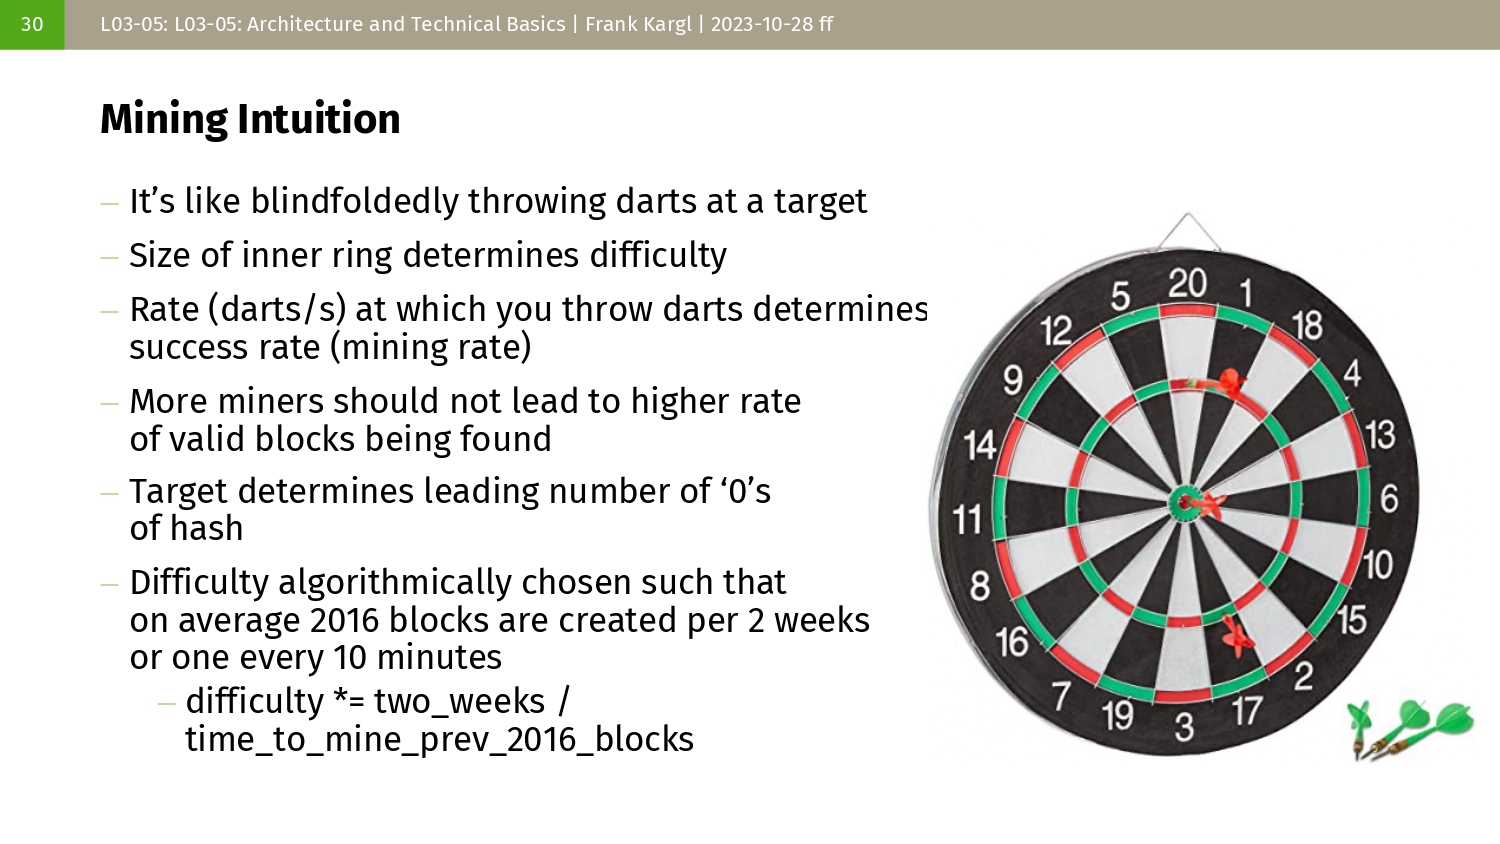 30
L03-05: L03-05: Architecture and Technical Basics | Frank Kargl | 2023-10-28 ff
Mining Intuition
– It’s like blindfoldedly throwing darts at a target
– Size of inner ring determines difficulty
– Rate (darts/s) at which you throw darts determines
success rate (mining rate)
– More miners should not lead to higher rate
of valid blocks being found
– Target determines leading number of ‘0’s
of hash
– Difficulty algorithmically chosen such that
on average 2016 blocks are created per 2 weeks
or one every 10 minutes
– difficulty *= two_weeks /
time_to_mine_prev_2016_blocks
20
1
18
4
13
6
10
15
2
17
3
19
7
16
8
11
14
9
12
5